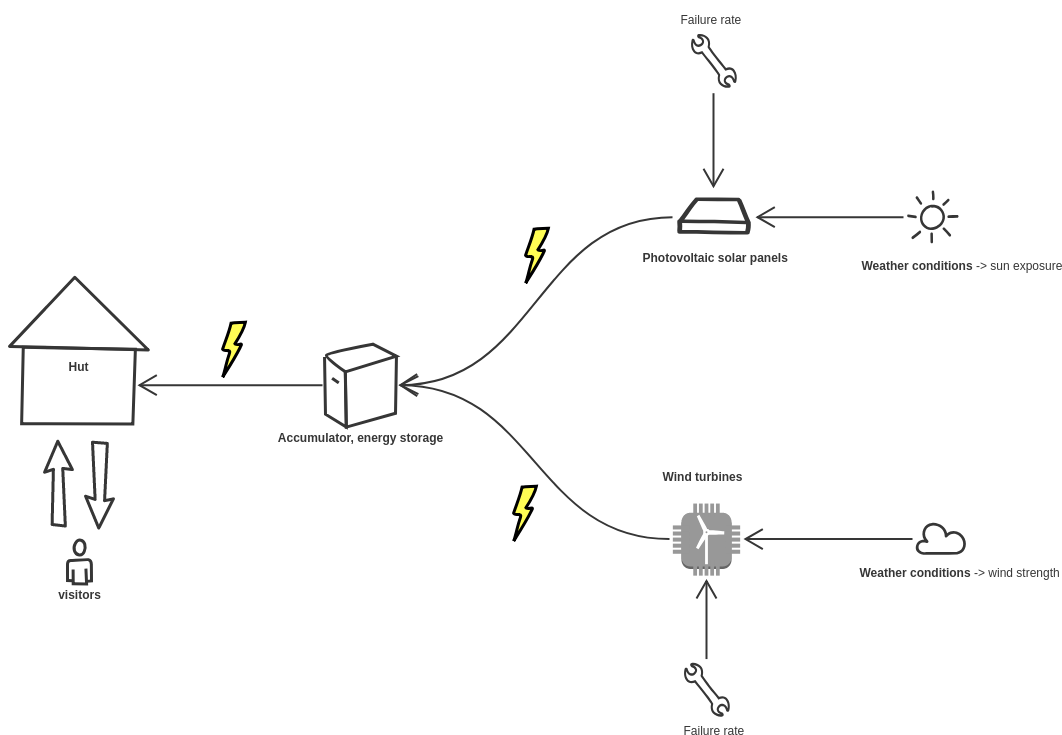 Failure rate
Photovoltaic solar panels
Weather conditions -> sun exposure
Hut
Accumulator, energy storage
Wind turbines
Weather conditions -> wind strength
visitors
Failure rate